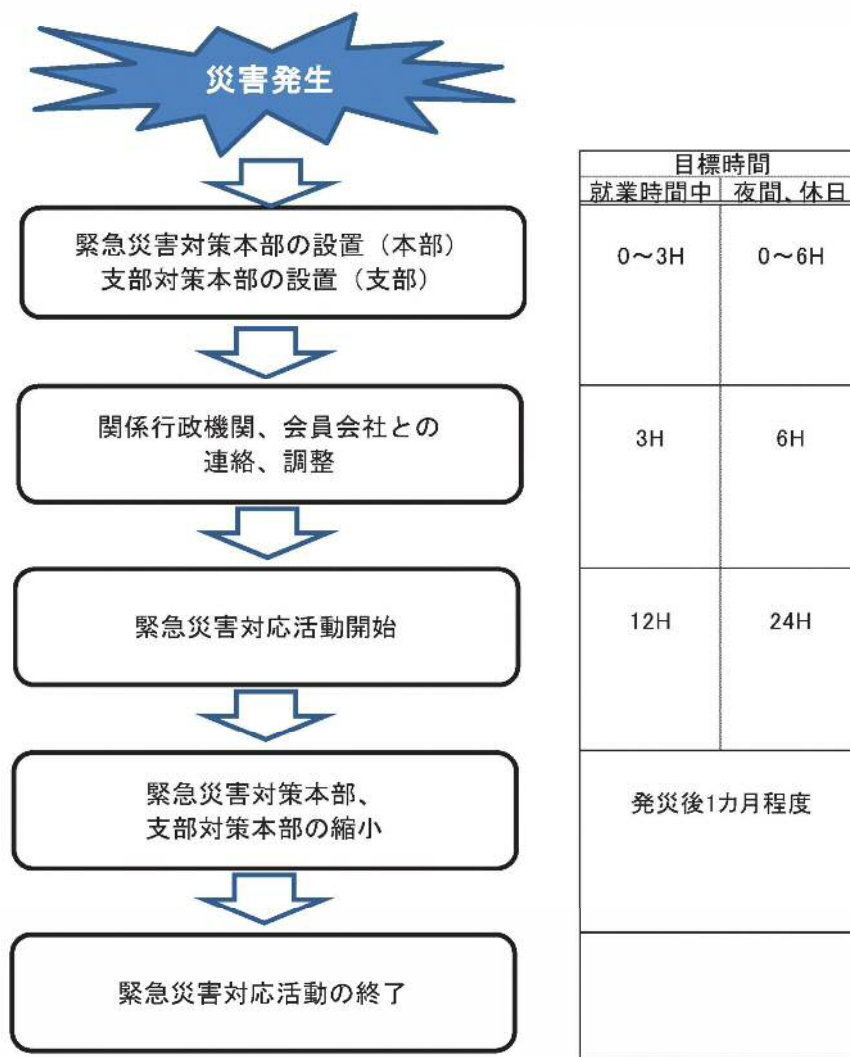 災害発生
目標時間
就業時間中 夜間、休日
緊急災害対策本部の設置（本部）
支部対策本部の設置（支部）
0～3H 0～6H
関係行政機関、会員会社との
連絡、調整
3H 6H
緊急災害対応活動開始
12H 24H
緊急災害対策本部、
支部対策本部の縮小
発災後1カ月程度
緊急災害対応活動の終了